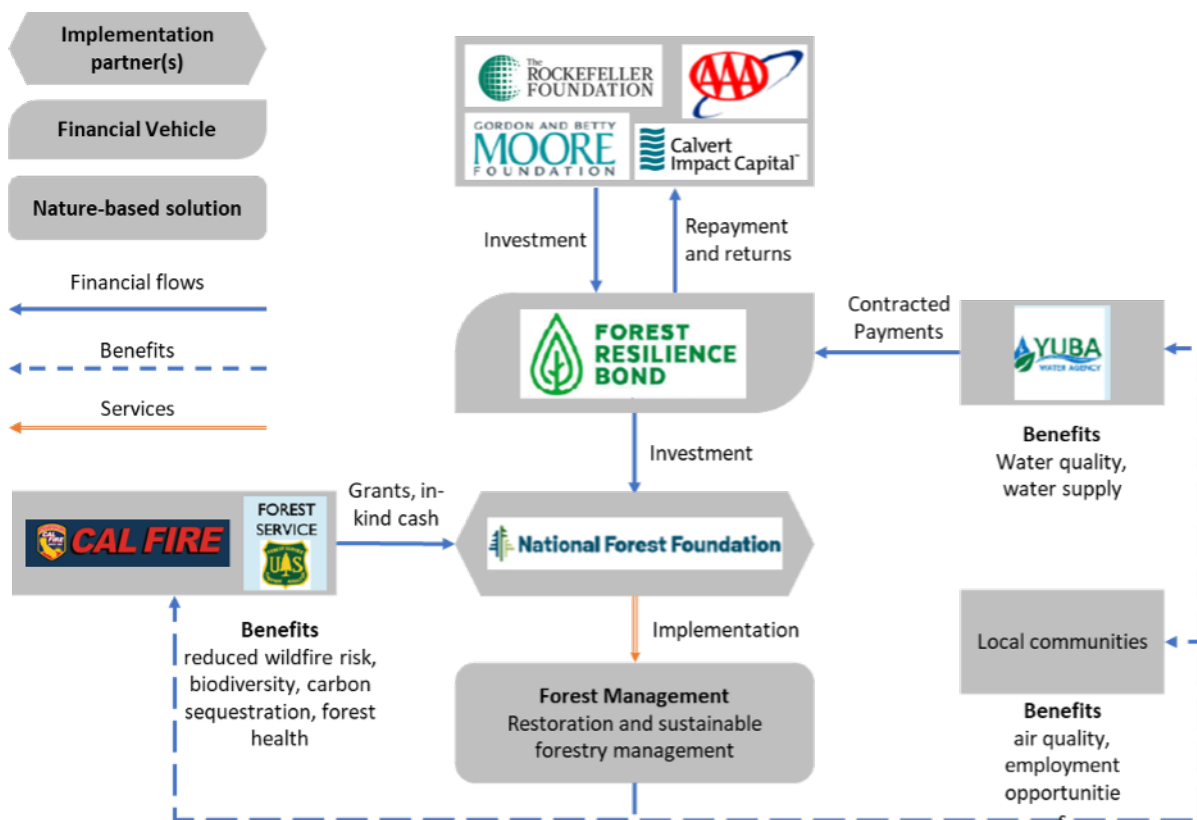 Implementation
partner(s)
Financial Vehicle
Nature-based solution
Financial flows
Benefits
Services
The
ROCKEFELLER
FOUNDATION
AAA
GORDON AND BETTY
MOORE
FOUNDATION
Calvert
Impact Capital™
Investment
Repayment
and returns
FOREST
RESILIENCE
BOND
Contracted
Payments
YUBA
WATER AGENCY
Benefits
Water quality,
water supply
Investment
CAL FIRE
FOREST
SERVICE
US
Grants, in-
kind cash
National Forest Foundation
Benefits
reduced wildfire risk,
biodiversity, carbon
sequestration, forest
health
Implementation
Forest Management
Restoration and sustainable
forestry management
Local communities
Benefits
air quality,
employment
opportunitie